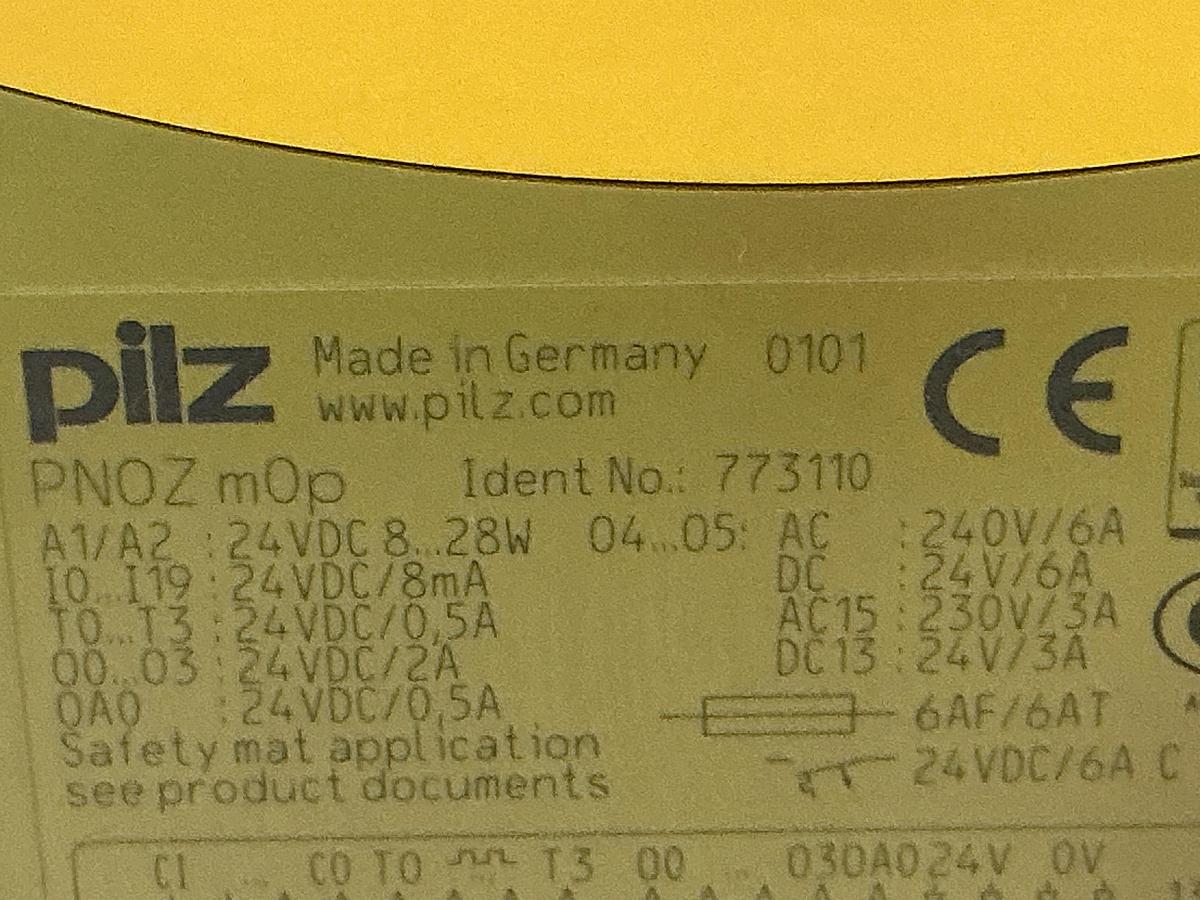 pilz Made in Germany 0101 CE
www.pilz.com
PNOZ m0p Ident No.: 773110
A1/A2 : 24VDC 8...28W O4...O5: AC : 240V/6A
I0...I19 : 24VDC/8mA DC : 24V/6A
T0...T3 : 24VDC/0,5A AC15 : 230V/3A
O0...O3 : 24VDC/2A DC13 : 24V/3A
OA0 : 24VDC/0,5A 6AF/6AT
Safety mat application 24VDC/6A C
see product documents
CI ... C0 T0 T3 O0 ... O3 OA0 24V 0V